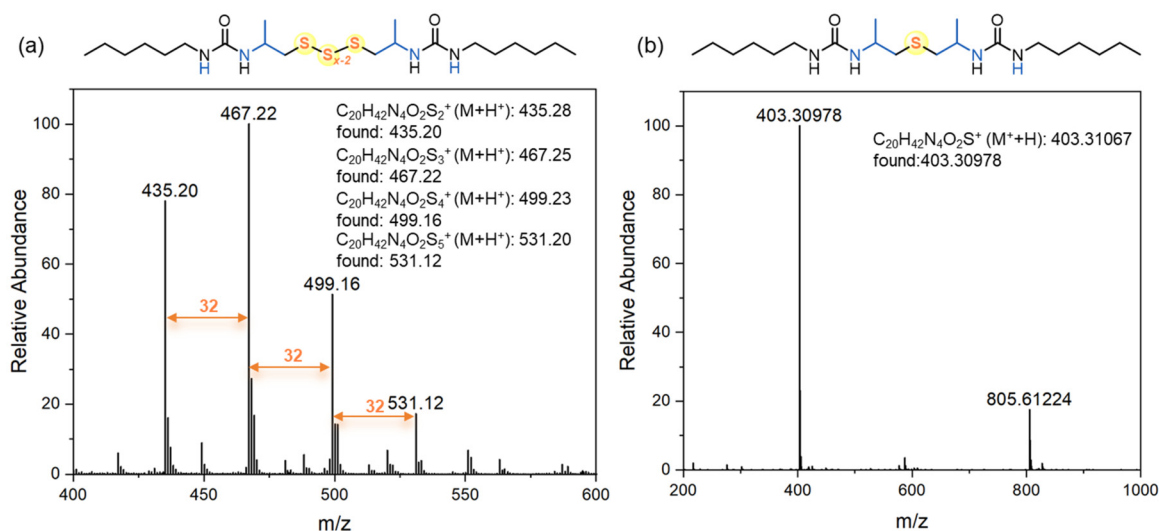 (a)
O
O
N
H
N
H
S
S
x-2
S
N
H
N
H
467.22
435.20
499.16
531.12
32
32
32
C20H42N4O2S2+ (M+H+): 435.28
found: 435.20
C20H42N4O2S3+ (M+H+): 467.25
found: 467.22
C20H42N4O2S4+ (M+H+): 499.23
found: 499.16
C20H42N4O2S5+ (M+H+): 531.20
found: 531.12
Relative Abundance
100
80
60
40
20
0
400
450
500
550
600
m/z
(b)
O
O
N
H
N
H
S
N
H
N
H
403.30978
C20H42N4O2S+ (M++H): 403.31067
found:403.30978
805.61224
Relative Abundance
100
80
60
40
20
0
200
400
600
800
1000
m/z